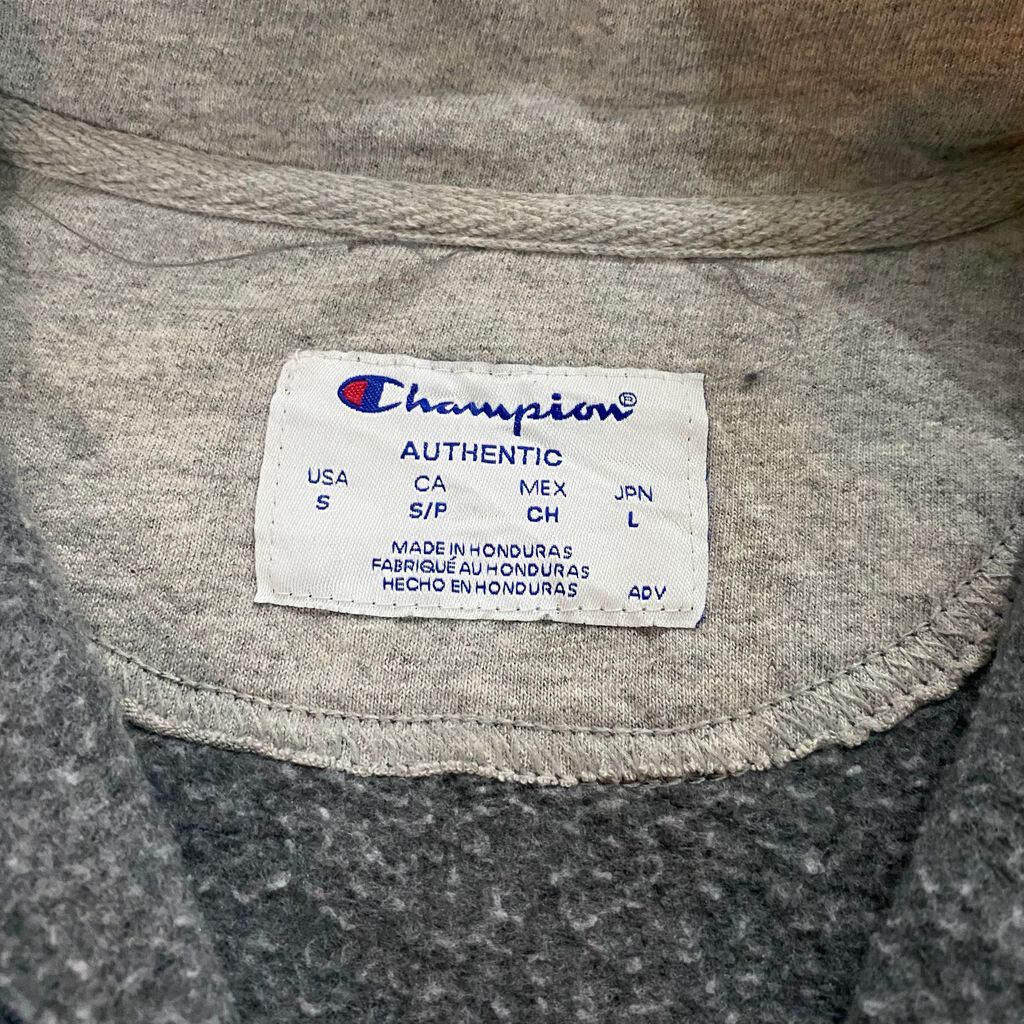 Champion®
AUTHENTIC
USA CA MEX JPN
S S/P CH L
MADE IN HONDURAS
FABRIQUÉ AU HONDURAS
HECHO EN HONDURAS ADV